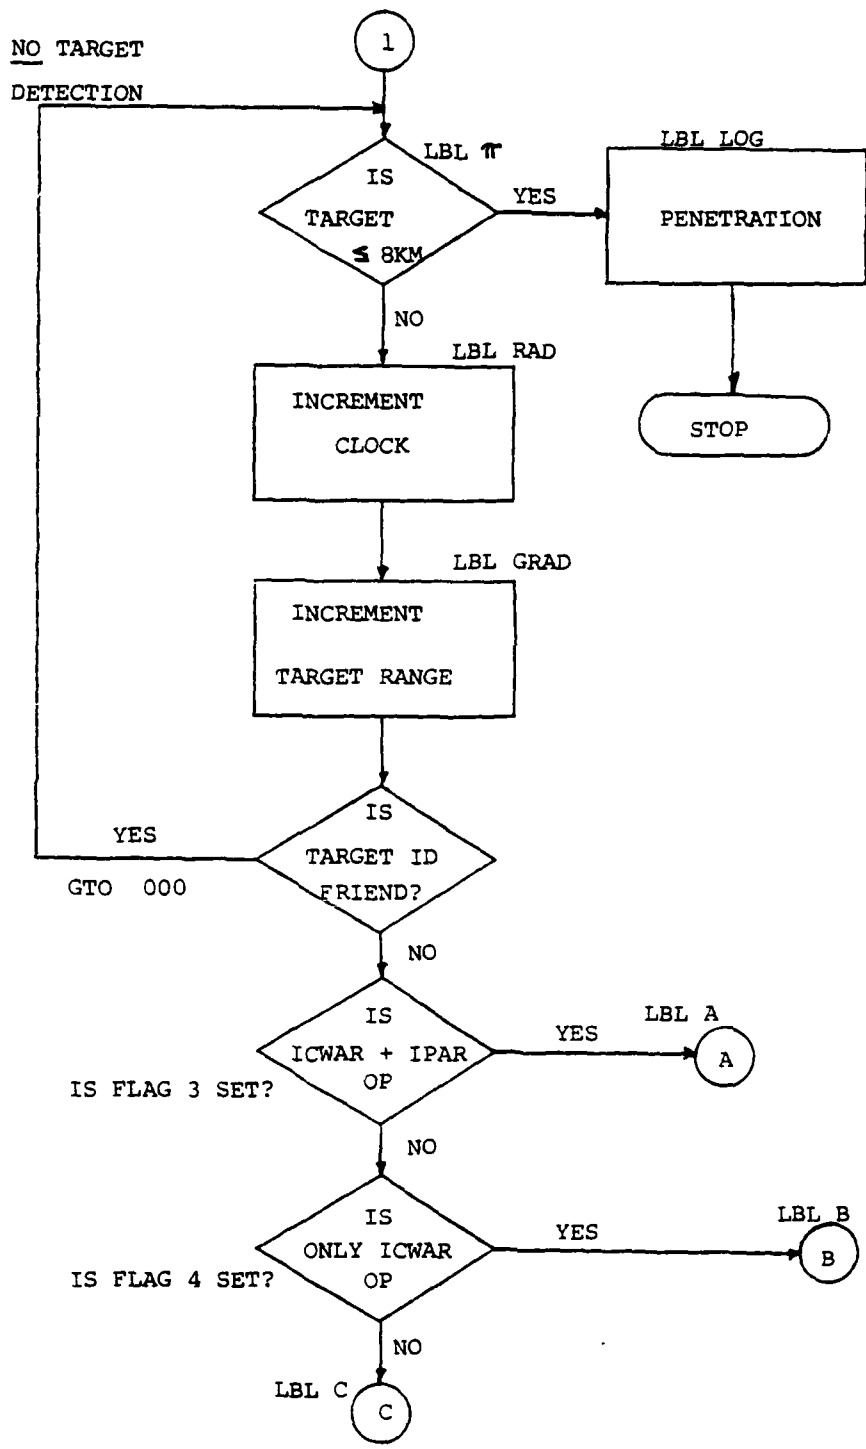 1
NO TARGET
DETECTION
LBL π
IS
TARGET
≤ 8KM
YES
LBL LOG
PENETRATION
STOP
NO
LBL RAD
INCREMENT
CLOCK
LBL GRAD
INCREMENT
TARGET RANGE
IS
TARGET ID
FRIEND?
YES
GTO 000
NO
IS
ICWAR + IPAR
OP
IS FLAG 3 SET?
YES
LBL A
A
NO
IS
ONLY ICWAR
OP
IS FLAG 4 SET?
YES
LBL B
B
NO
LBL C
C